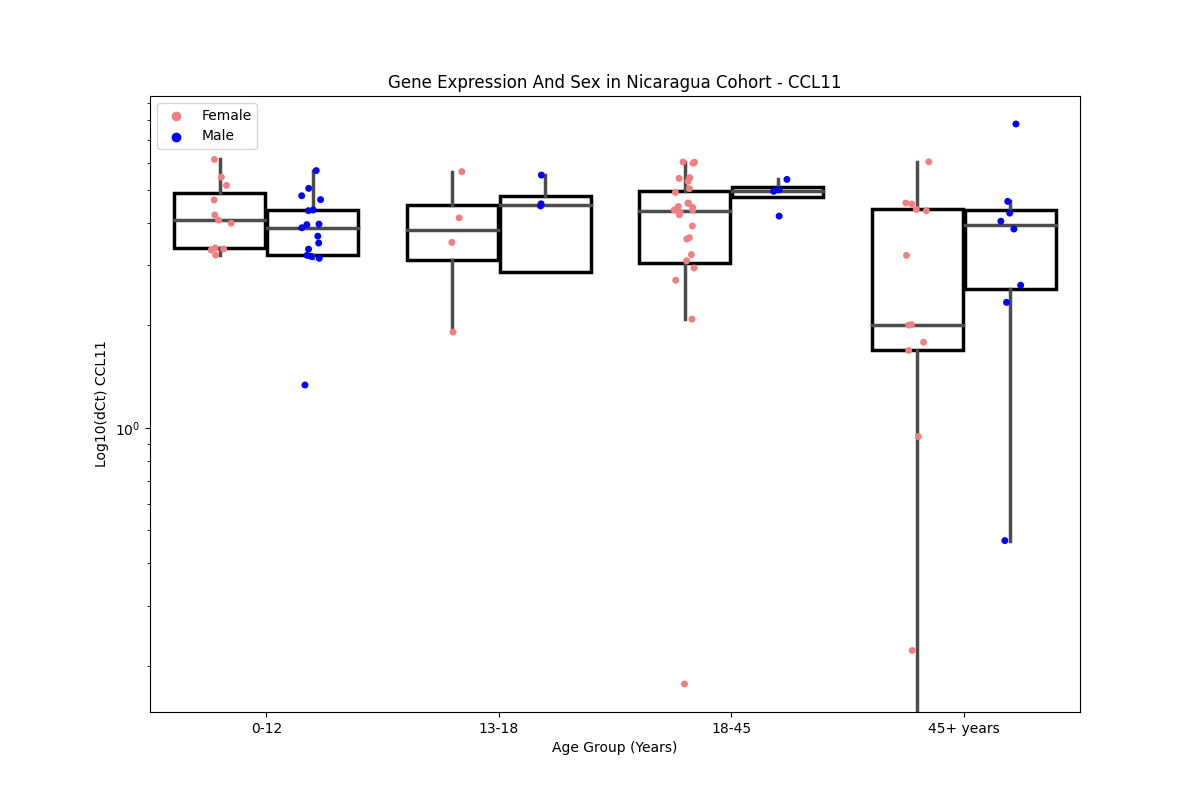 Gene Expression And Sex in Nicaragua Cohort - CCL11
Female
Male
Log10(dCt) CCL11
10⁰
0-12
13-18
18-45
45+ years
Age Group (Years)